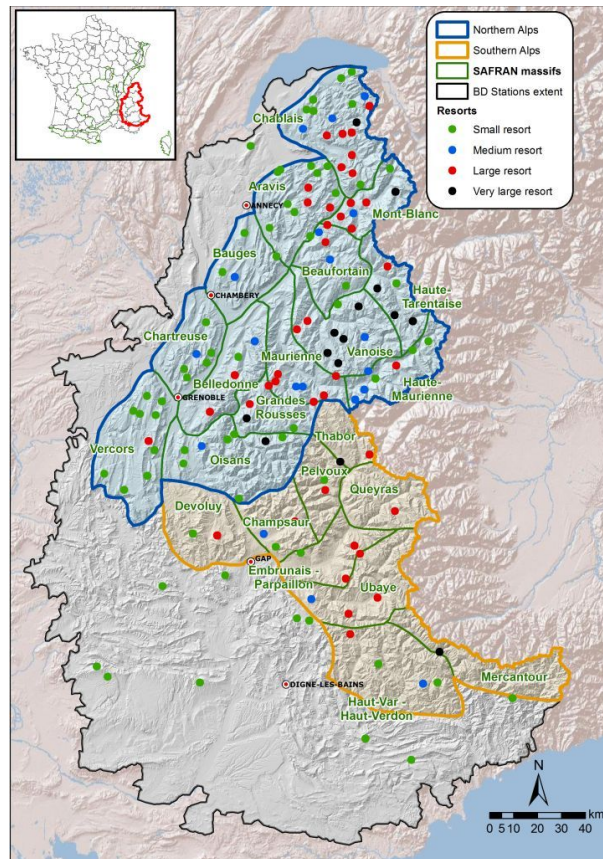 Northern Alps
Southern Alps
SAFRAN massifs
BD Stations extent
Resorts
Small resort
Medium resort
Large resort
Very large resort
Chablais
Aravis
ANNECY
Mont-Blanc
Bauges
Beaufortain
CHAMBERY
Haute-
Tarentaise
Chartreuse
Maurienne
Vanoise
Belledonne
Haute-
Maurienne
GRENOBLE
Grandes
Rousses
Thabor
Vercors
Oisans
Pelvoux
Queyras
Devoluy
Champsaur
GAP
Embrunais -
Parpaillon
Ubaye
Mercantour
DIGNE-LES-BAINS
Haut-Var -
Haut-Verdon
N
km
0 5 10 20 30 40